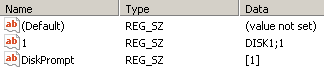 Name Type Data
(Default) REG_SZ (value not set)
1 REG_SZ DISK1;1
DiskPrompt REG_SZ [1]